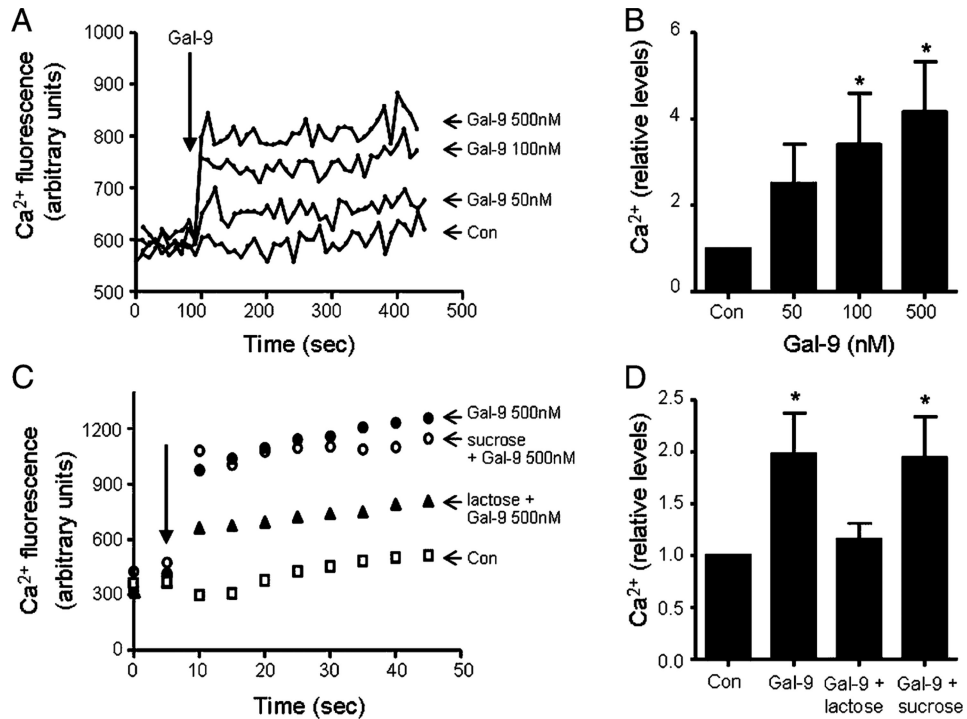 A
Gal-9
Ca2+ fluorescence
(arbitrary units)
1000
900
800
700
600
500
0
100
200
300
400
500
Time (sec)
Gal-9 500nM
Gal-9 100nM
Gal-9 50nM
Con
B
Ca2+ (relative levels)
6
4
2
0
*
*
Con
50
100
500
Gal-9 (nM)
C
Ca2+ fluoresence
(arbitrary units)
1200
900
600
300
0
0
10
20
30
40
50
Time (sec)
Gal-9 500nM
sucrose
+ Gal-9 500nM
lactose +
Gal-9 500nM
Con
D
Ca2+ (relative levels)
2.5
2.0
1.5
1.0
0.5
0.0
*
*
Con
Gal-9
Gal-9 +
lactose
Gal-9 +
sucrose